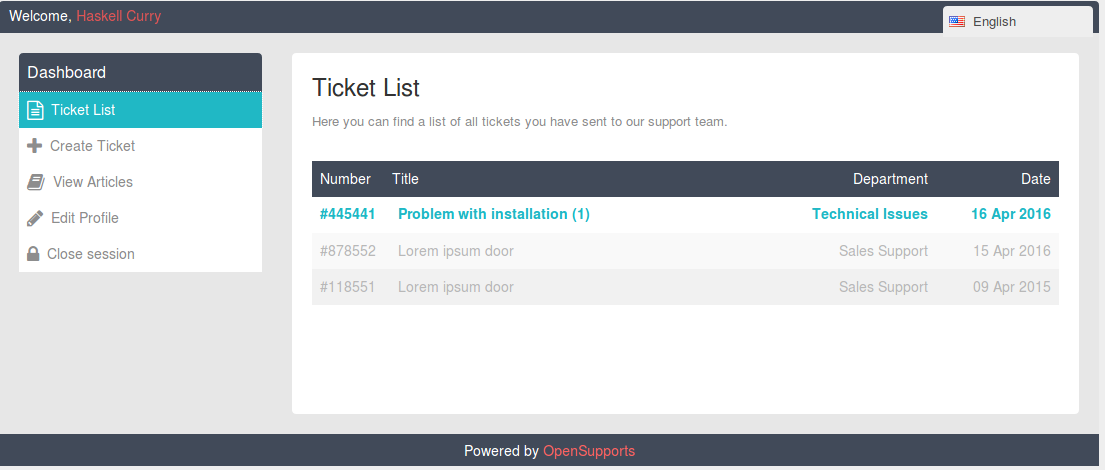 Welcome, Haskell Curry
English
Dashboard
Ticket List
Create Ticket
View Articles
Edit Profile
Close session
Ticket List
Here you can find a list of all tickets you have sent to our support team.
Number Title Department Date
#445441 Problem with installation (1) Technical Issues 16 Apr 2016
#878552 Lorem ipsum door Sales Support 15 Apr 2016
#118551 Lorem ipsum door Sales Support 09 Apr 2015
Powered by OpenSupports